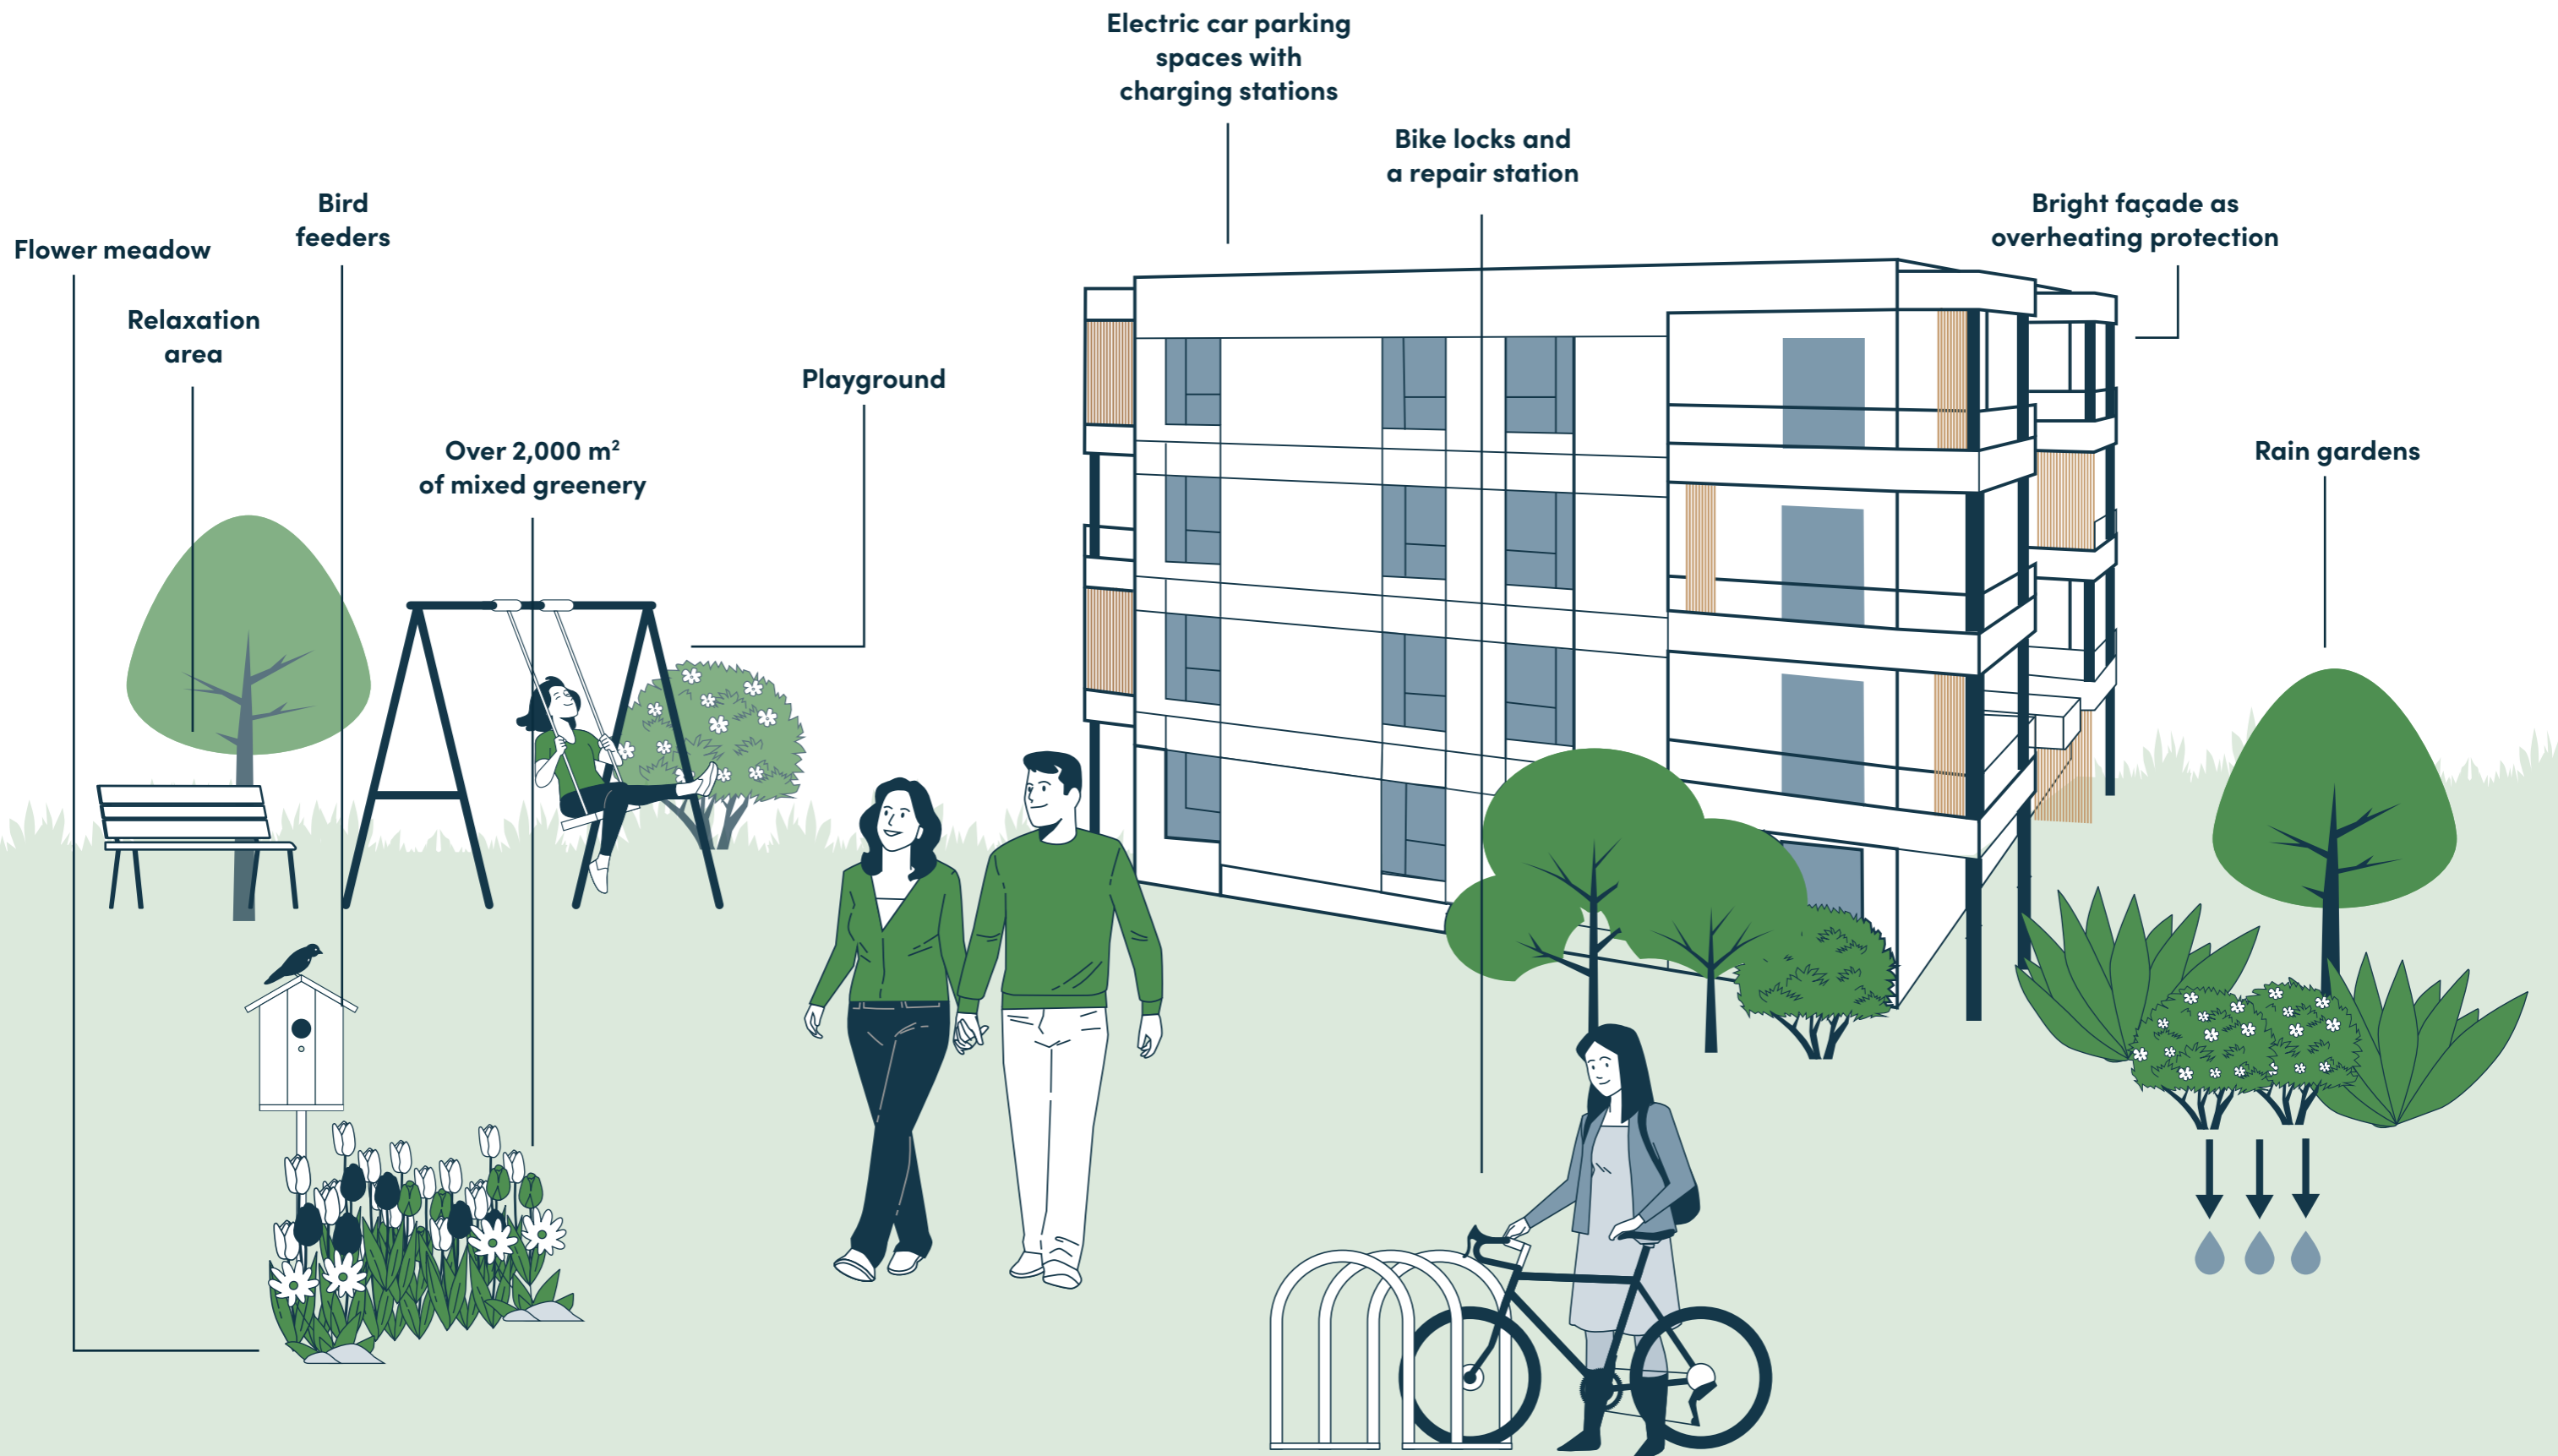 Electric car parking
spaces with
charging stations
Bike locks and
a repair station
Bird
feeders
Bright façade as
overheating protection
Flower meadow
Relaxation
area
Playground
Over 2,000 m²
of mixed greenery
Rain gardens